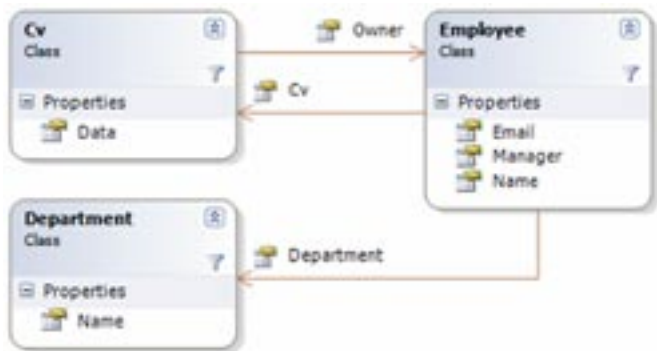 Cv
Class
Properties
Data
Owner
Cv
Employee
Class
Properties
Email
Manager
Name
Department
Class
Properties
Name
Department